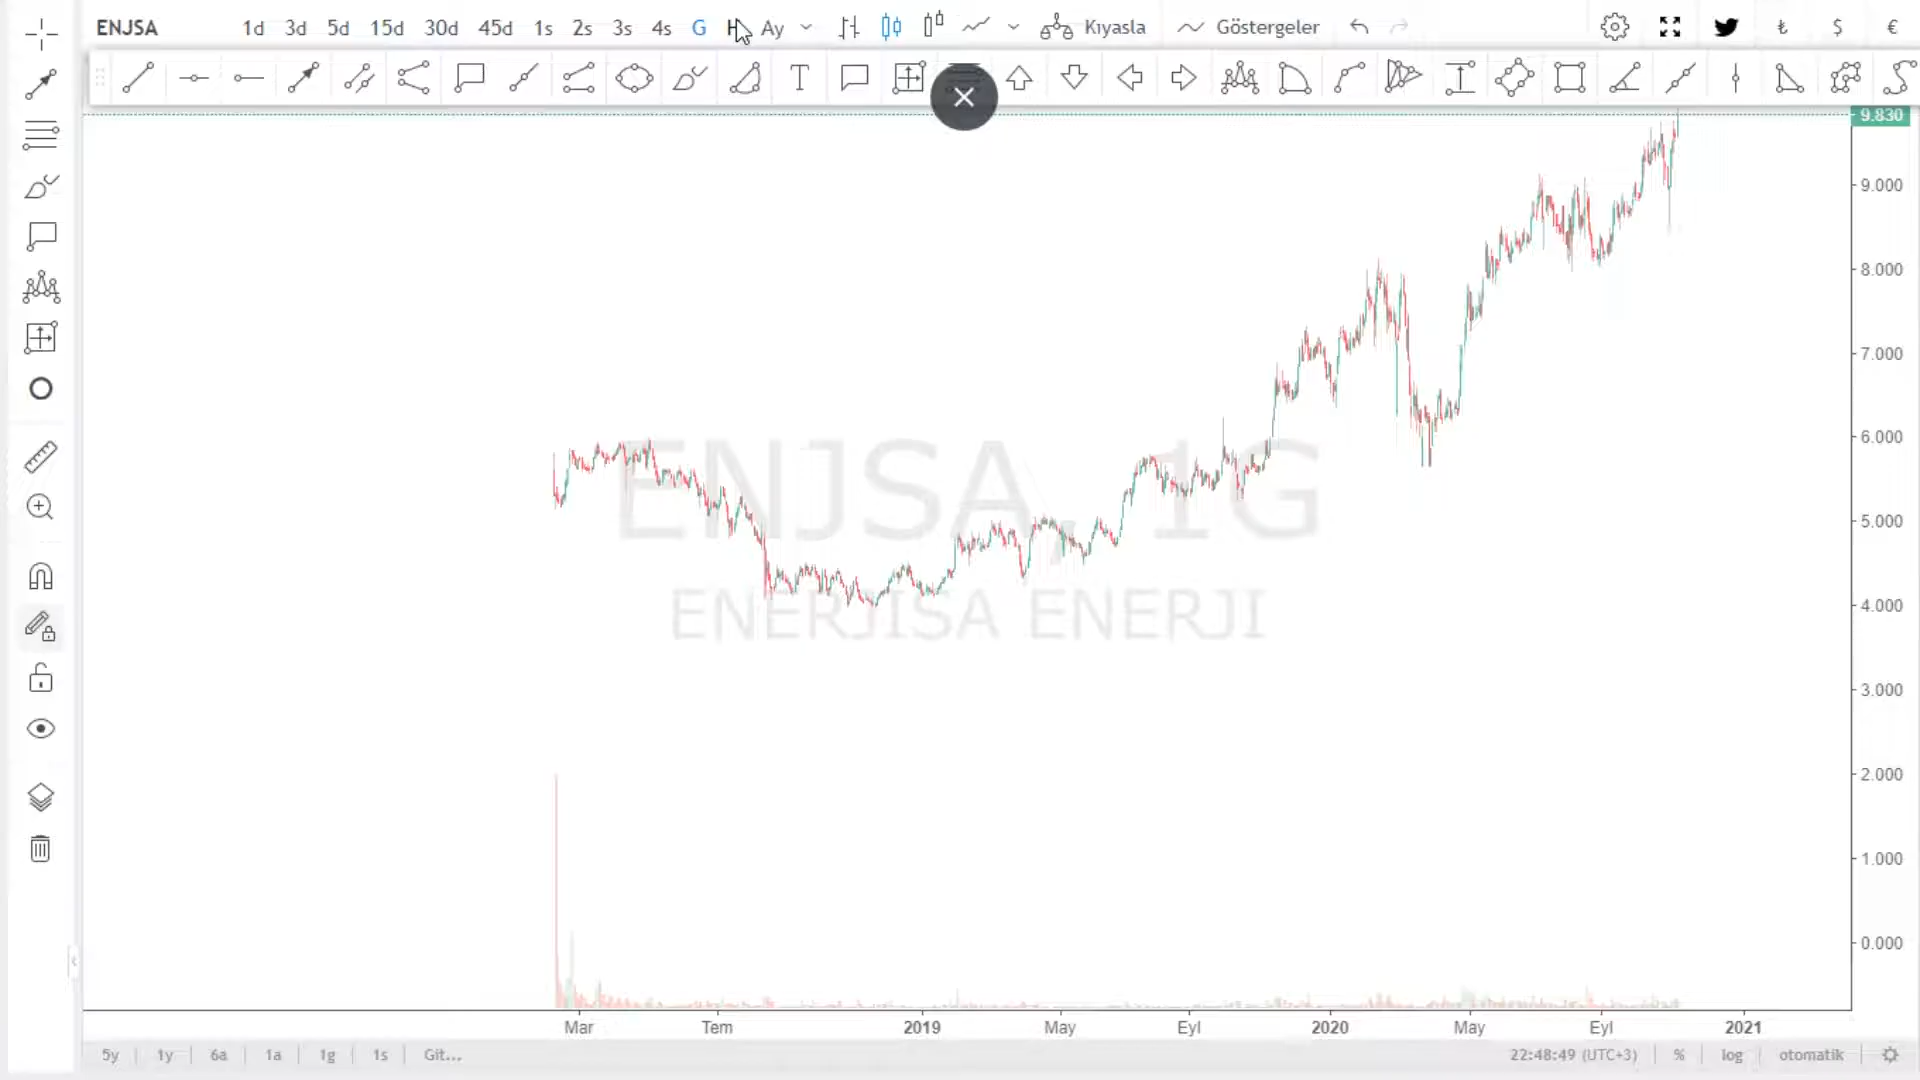 ENJSA 1d 3d 5d 15d 30d 45d 1s 2s 3s 4s G H Ay Kıyasla Göstergeler ₺ $ €
T
9.830
9.000
8.000
7.000
6.000
ENJSA, 1G
5.000
ENERJISA ENERJI
4.000
3.000
2.000
1.000
0.000
Mar Tem 2019 May Eyl 2020 May Eyl 2021
5y 1y 6a 1a 1g 1s Git... 22:48:49 (UTC+3) % log otomatik